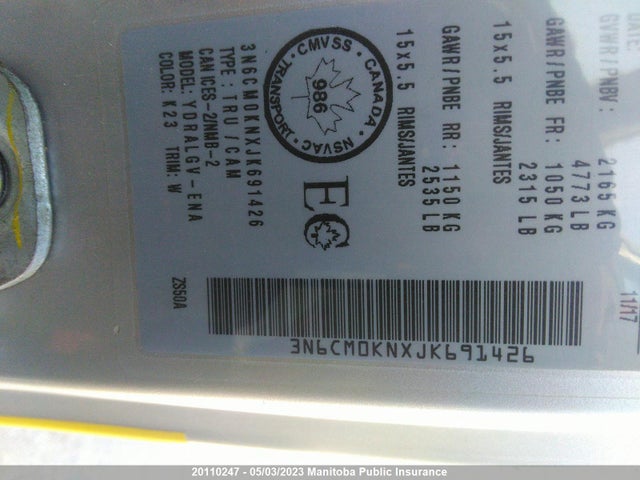 DATE: 11/17
GVWR/PNBV: 2165 KG
4773 LB
GAWR/PNBE FR: 1050 KG
2315 LB
15x5.5 RIMS/JANTES
GAWR/PNBE RR: 1150 KG
2535 LB
15x5.5 RIMS/JANTES
CMVSS • CANADA • NSVAC • TRANSPORT
986
EC
3N6CM0KNXJK691426
TYPE: TRU/CAM
CAN ICES-2/NMB-2
MODEL: YDRALGV-ENA
COLOR: K23 TRIM: W
ZS50A
3N6CM0KNXJK691426
20110247 - 05/03/2023 Manitoba Public Insurance